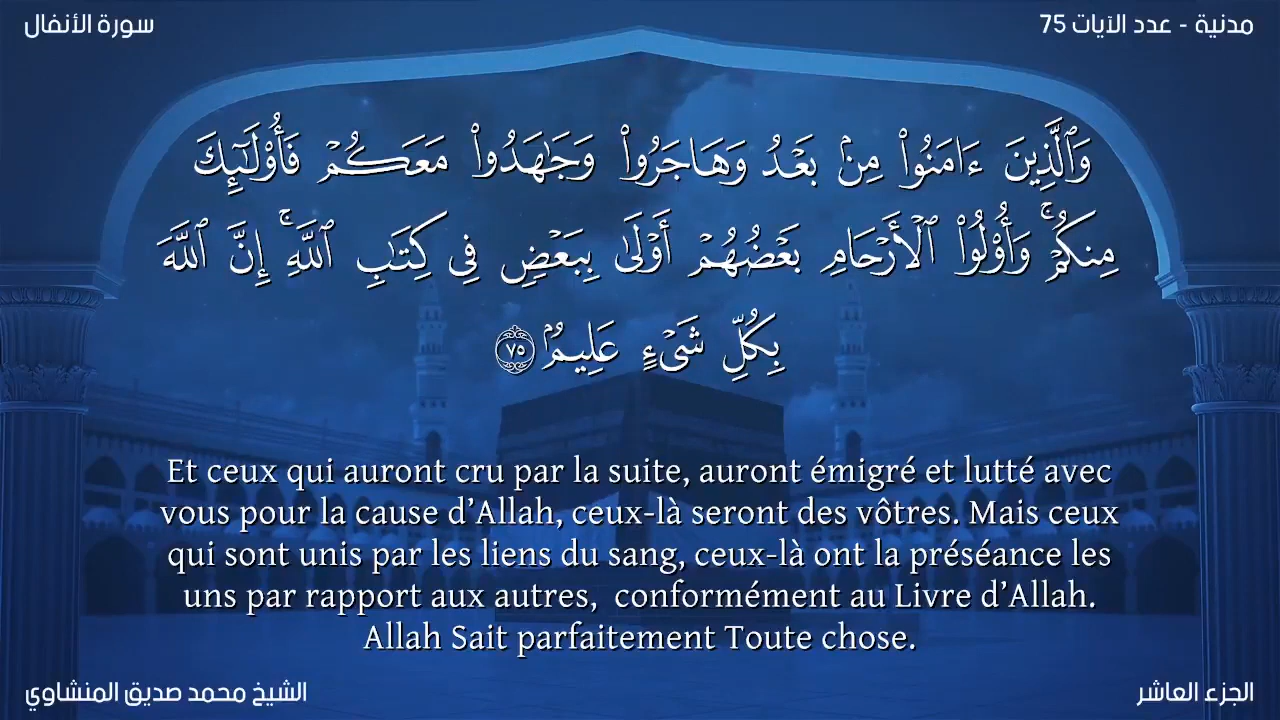 سورة الأنفال
مدنية - عدد الآيات 75
وَٱلَّذِينَ ءَامَنُوا۟ مِنۢ بَعْدُ وَهَاجَرُوا۟ وَجَـٰهَدُوا۟ مَعَكُمْ فَأُو۟لَـٰٓئِكَ
مِنكُمْ ۚ وَأُو۟لُوا۟ ٱلْأَرْحَامِ بَعْضُهُمْ أَوْلَىٰ بِبَعْضٍ فِى كِتَـٰبِ ٱللَّهِ ۚ إِنَّ ٱللَّهَ
بِكُلِّ شَىْءٍ عَلِيمٌۢ ٧٥
Et ceux qui auront cru par la suite, auront émigré et lutté avec
vous pour la cause d’Allah, ceux-là seront des vôtres. Mais ceux
qui sont unis par les liens du sang, ceux-là ont la préséance les
uns par rapport aux autres,  conformément au Livre d’Allah.
Allah Sait parfaitement Toute chose.
الشيخ محمد صديق المنشاوي
الجزء العاشر